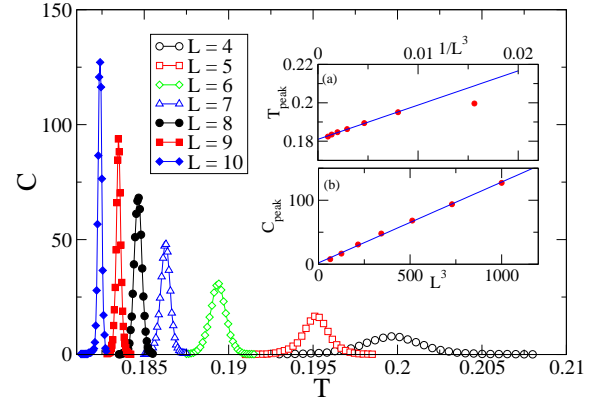 150
100
50
0
C
0.185
0.19
0.195
0.2
0.205
0.21
T
L = 4
L = 5
L = 6
L = 7
L = 8
L = 9
L = 10
0
0.01
1/L³
0.02
0.22
0.2
0.18
T_peak
(a)
100
0
C_peak
(b)
0
500
L³
1000